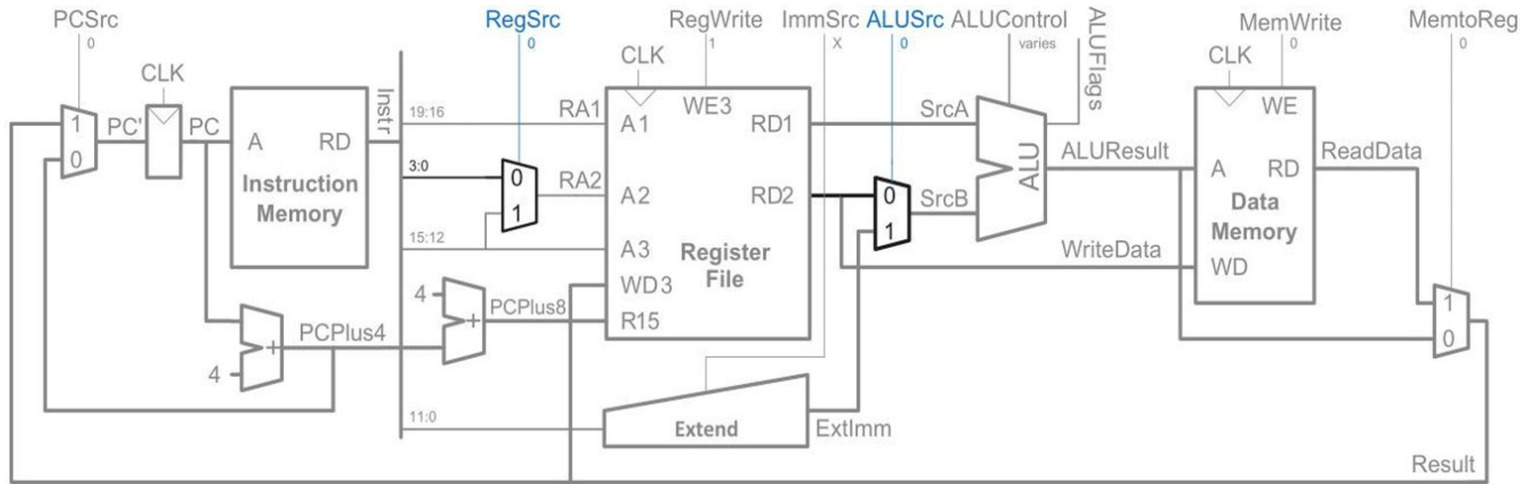 PCSrc
0
RegSrc
0
RegWrite
1
ImmSrc
X
ALUSrc
0
ALUControl
varies
ALUFlags
MemWrite
0
MemtoReg
0
CLK
CLK
CLK
1
0
PC'
PC
A
RD
Instruction
Memory
Instr
19:16
3:0
15:12
11:0
0
1
RA1
RA2
A1
A2
A3
WD3
R15
WE3
RD1
RD2
Register
File
4
+
PCPlus8
4
+
PCPlus4
Extend
ExtImm
0
1
SrcA
SrcB
ALU
ALUResult
WriteData
A
RD
WE
Data
Memory
WD
ReadData
1
0
Result